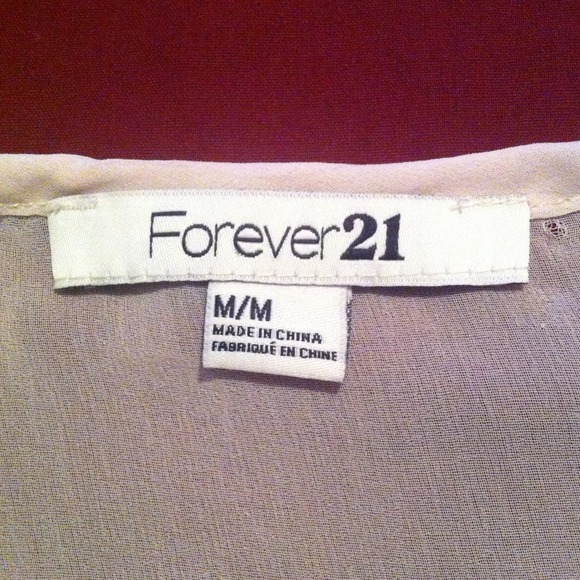 Forever21
M/M
MADE IN CHINA
FABRIQUÉ EN CHINE